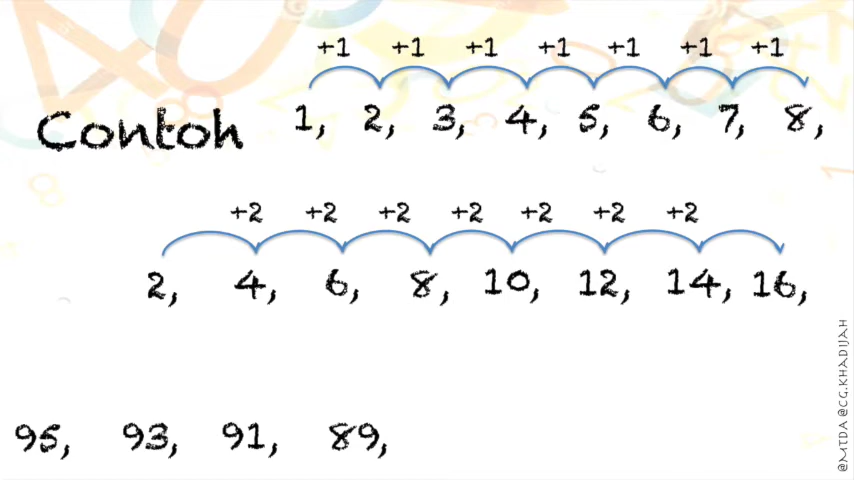 +1 +1 +1 +1 +1 +1 +1
Contoh 1, 2, 3, 4, 5, 6, 7, 8,
+2 +2 +2 +2 +2 +2 +2
2, 4, 6, 8, 10, 12, 14, 16,
95, 93, 91, 89,
@MTDA @CG.KHADIJAH